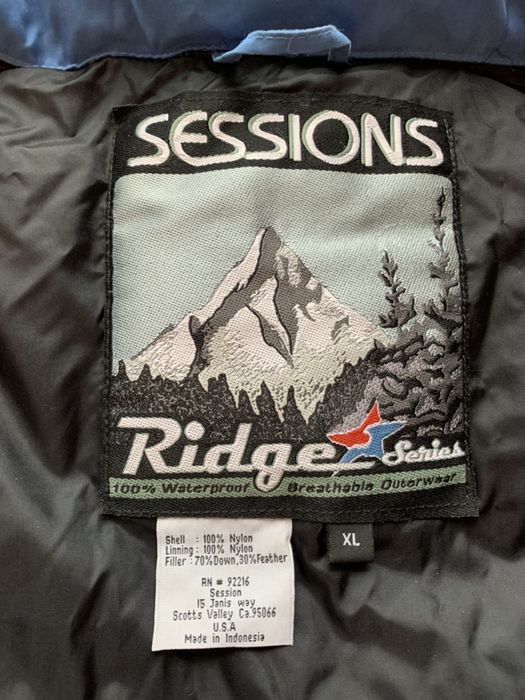 SESSIONS
Ridge Series
100% Waterproof Breathable Outerwear
XL
Shell : 100% Nylon
Linning : 100% Nylon
Filler : 70%Down,30%Feather
RN # 92216
Session
15 Janis way
Scotts Valley Ca.95066
U.S.A
Made in Indonesia